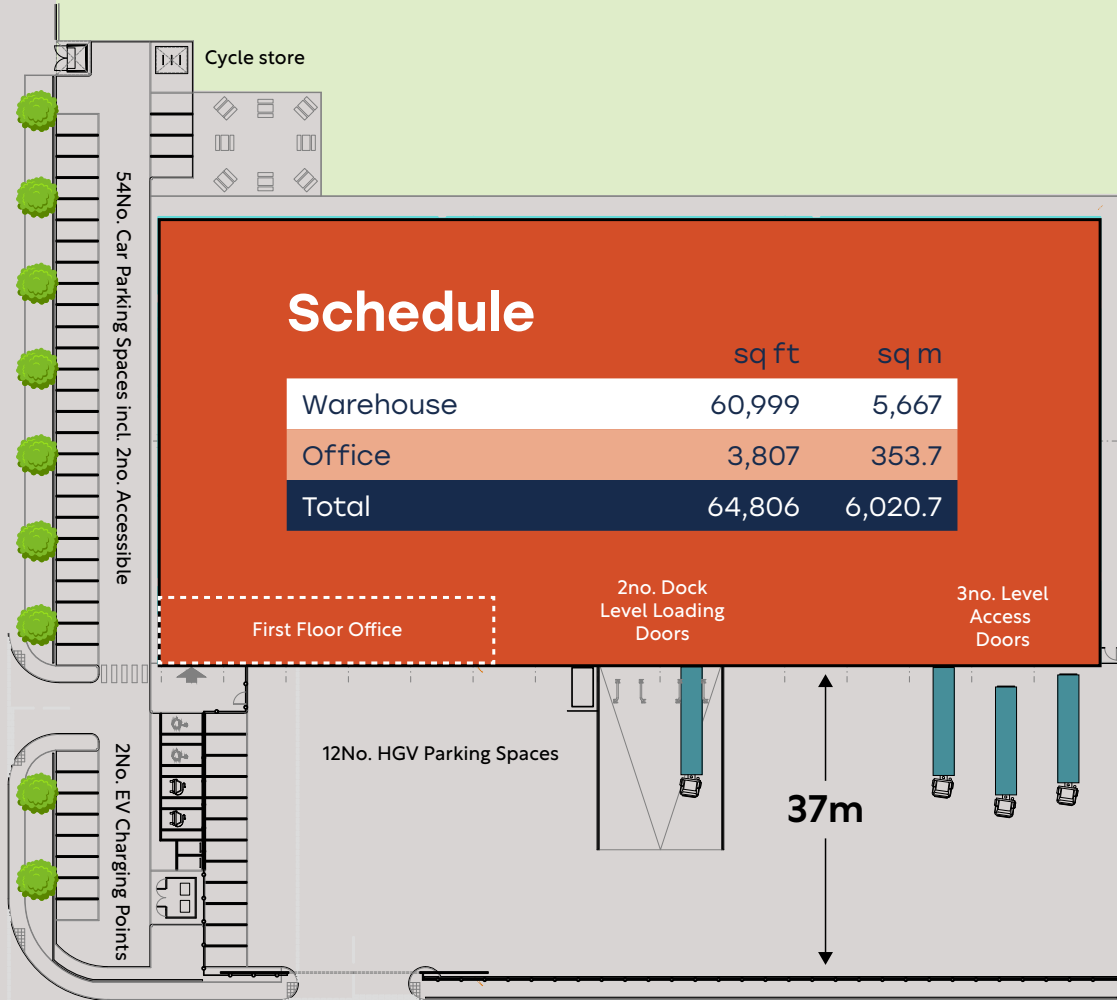 Cycle store
54No. Car Parking Spaces incl. 2no. Accessible
Schedule
sq ft sq m
Warehouse 60,999 5,667
Office 3,807 353.7
Total 64,806 6,020.7
First Floor Office
2no. Dock
Level Loading
Doors
3no. Level
Access
Doors
2No. EV Charging Points
12No. HGV Parking Spaces
37m